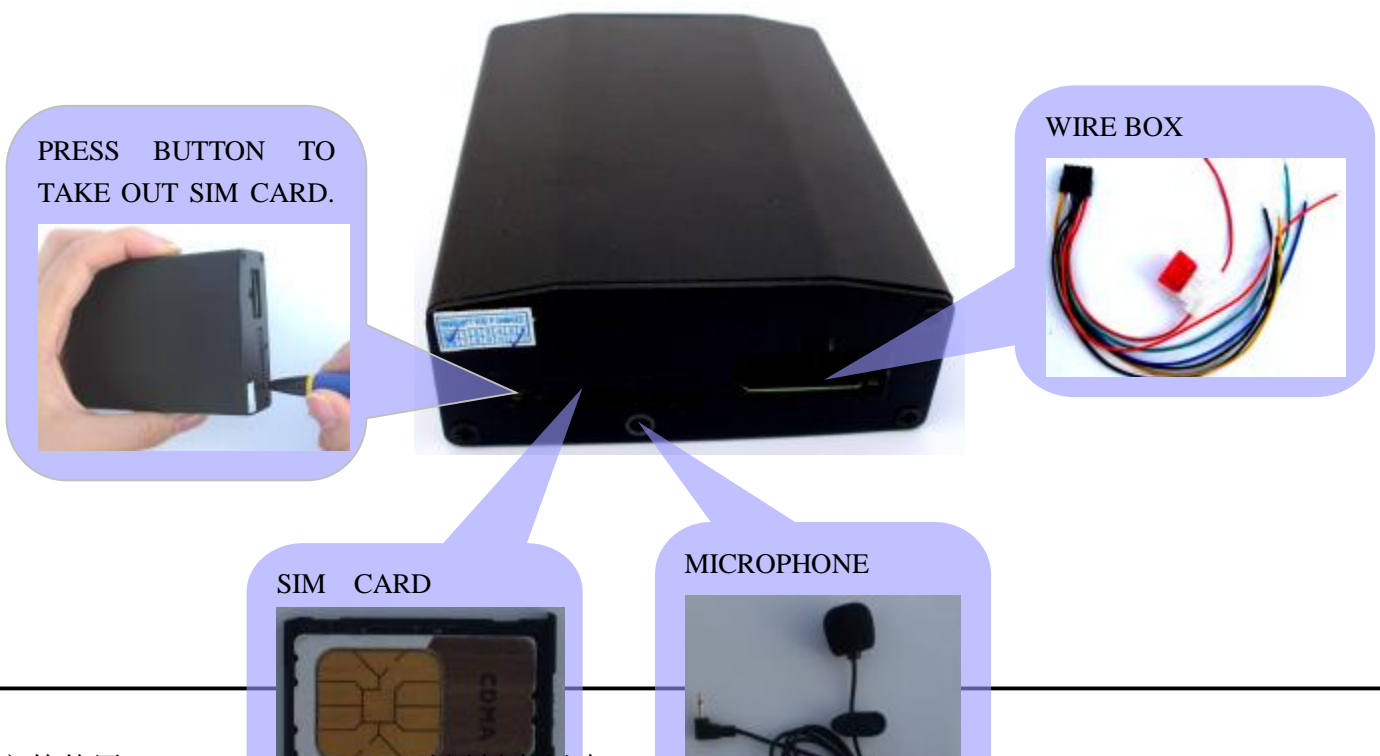 PRESS BUTTON TO
TAKE OUT SIM CARD.
WIRE BOX
SIM CARD
MICROPHONE
CDMA